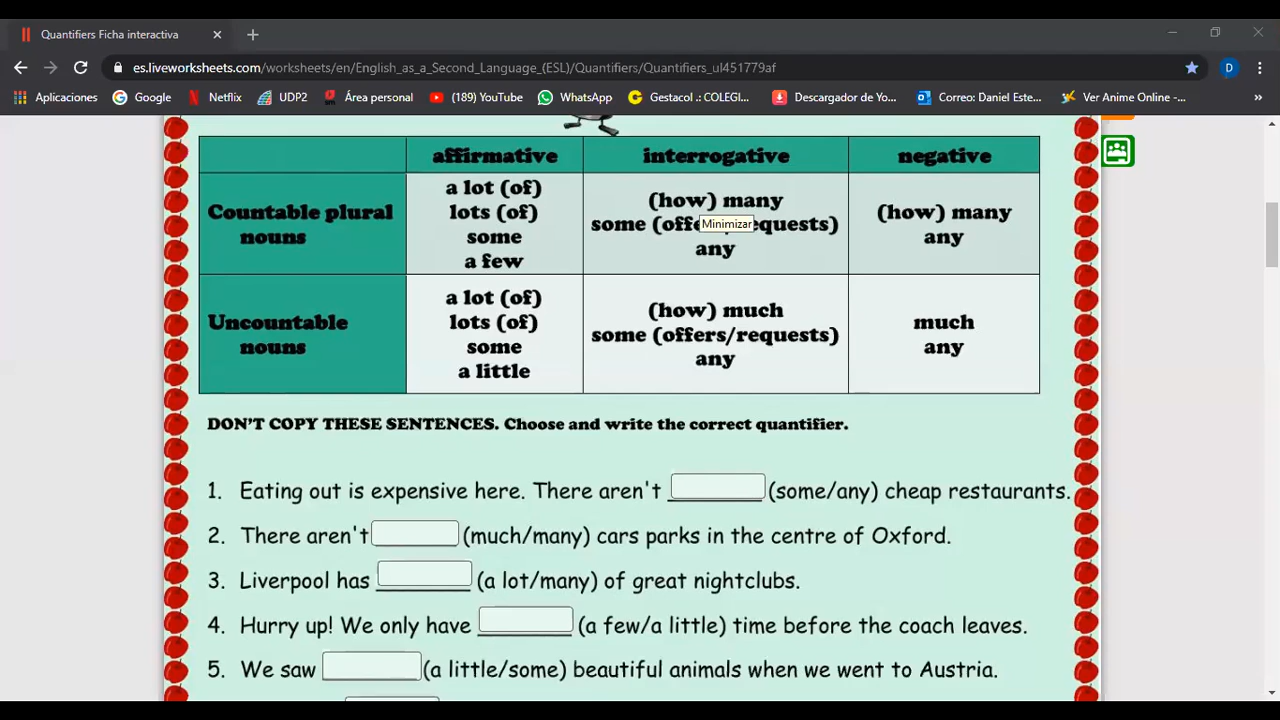 Quantifiers Ficha interactiva
es.liveworksheets.com/worksheets/en/English_as_a_Second_Language_(ESL)/Quantifiers/Quantifiers_ul451779af
D
Aplicaciones Google Netflix UDP2 Área personal (189) YouTube WhatsApp Gestacol .: COLEGI... Descargador de Yo... Correo: Daniel Este... Ver Anime Online -... »
affirmative interrogative negative
Countable plural nouns
a lot (of)
lots (of)
some
a few
(how) many
some (offe
Minimizar
equests)
any
(how) many
any
Uncountable nouns
a lot (of)
lots (of)
some
a little
(how) much
some (offers/requests)
any
much
any
DON'T COPY THESE SENTENCES. Choose and write the correct quantifier.
1. Eating out is expensive here. There aren't (some/any) cheap restaurants.
2. There aren't (much/many) cars parks in the centre of Oxford.
3. Liverpool has (a lot/many) of great nightclubs.
4. Hurry up! We only have (a few/a little) time before the coach leaves.
5. We saw (a little/some) beautiful animals when we went to Austria.